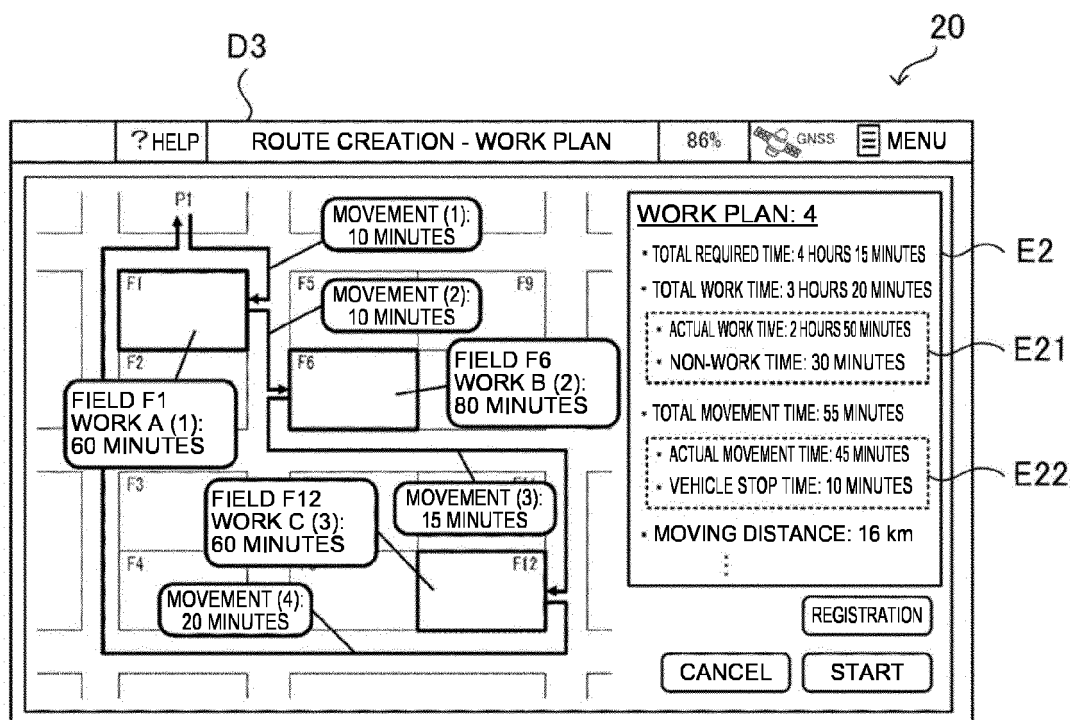 20
D3
?HELP
ROUTE CREATION - WORK PLAN
86%
GNSS
MENU
P1
MOVEMENT (1):
10 MINUTES
F1
F5
F9
MOVEMENT (2):
10 MINUTES
F2
F6
FIELD F6
WORK B (2):
80 MINUTES
FIELD F1
WORK A (1):
60 MINUTES
F3
FIELD F12
WORK C (3):
60 MINUTES
MOVEMENT (3):
15 MINUTES
F4
F12
MOVEMENT (4):
20 MINUTES
WORK PLAN: 4
* TOTAL REQUIRED TIME: 4 HOURS 15 MINUTES
* TOTAL WORK TIME: 3 HOURS 20 MINUTES
* ACTUAL WORK TIME: 2 HOURS 50 MINUTES
* NON-WORK TIME: 30 MINUTES
* TOTAL MOVEMENT TIME: 55 MINUTES
* ACTUAL MOVEMENT TIME: 45 MINUTES
* VEHICLE STOP TIME: 10 MINUTES
* MOVING DISTANCE: 16 km
⋮
E2
E21
E22
REGISTRATION
CANCEL
START